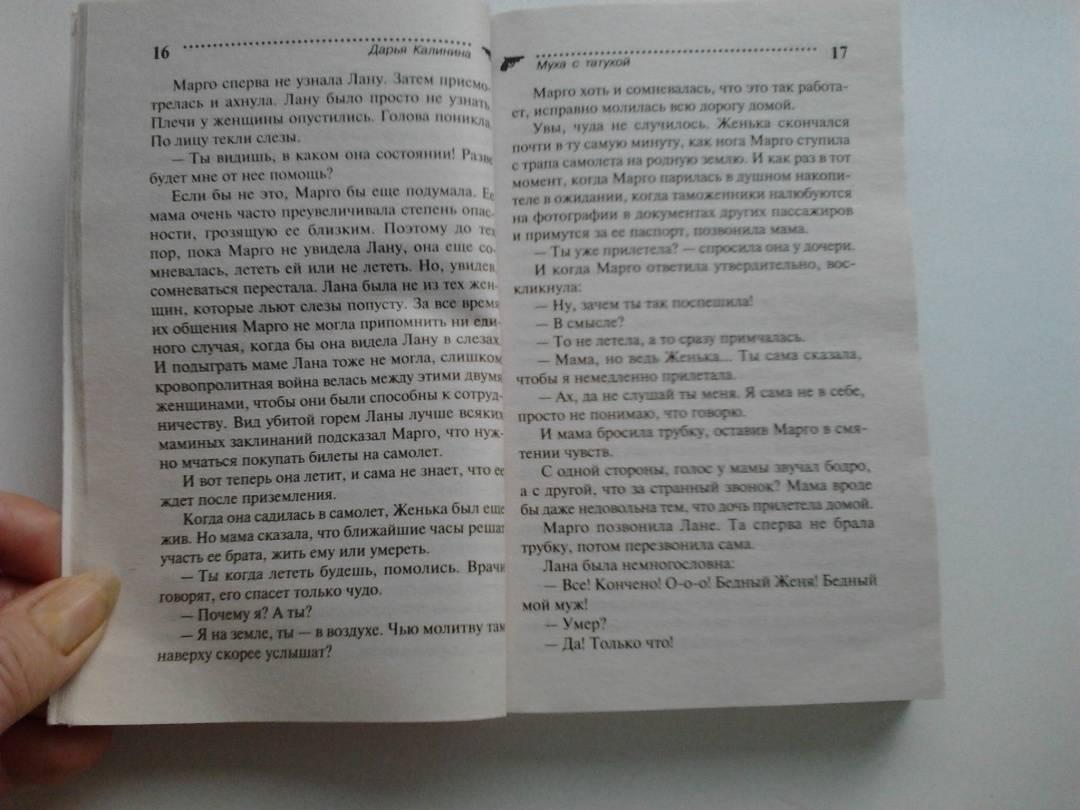 16
Дарья Калинина
Марго сперва не узнала Лану. Затем присмо-
трелась и ахнула. Лану было просто не узнать.
Плечи у женщины опустились. Голова поникла.
По лицу текли слезы.
— Ты видишь, в каком она состоянии! Разве
будет мне от нее помощь?
Если бы не это, Марго бы еще подумала. Ее
мама очень часто преувеличивала степень опас-
ности, грозящую ее близким. Поэтому до тех
пор, пока Марго не увидела Лану, она еще со-
мневалась, лететь ей или не лететь. Но, увидев,
сомневаться перестала. Лана была не из тех жен-
щин, которые льют слезы попусту. За все время
их общения Марго не могла припомнить ни еди-
ного случая, когда бы она видела Лану в слезах.
И подыграть маме Лана тоже не могла, слишком
кровопролитная война велась между этими двумя
женщинами, чтобы они были способны к сотруд-
ничеству. Вид убитой горем Ланы лучше всяких
маминых заклинаний подсказал Марго, что нуж-
но мчаться покупать билеты на самолет.
И вот теперь она летит, и сама не знает, что ее
ждет после приземления.
Когда она садилась в самолет, Женька был еще
жив. Но мама сказала, что ближайшие часы решат
участь ее брата, жить ему или умереть.
— Ты когда лететь будешь, помолись. Врачи
говорят, его спасет только чудо.
— Почему я? А ты?
— Я на земле, ты — в воздухе. Чью молитву там
наверху скорее услышат?
17
Муха с татухой
Марго хоть и сомневалась, что это так работа-
ет, исправно молилась всю дорогу домой.
Увы, чуда не случилось. Женька скончался
почти в ту самую минуту, как нога Марго ступила
с трапа самолета на родную землю. И как раз в тот
момент, когда Марго парилась в душном накопи-
теле в ожидании, когда таможенники налюбуются
на фотографии в документах других пассажиров
и примутся за ее паспорт, позвонила мама.
— Ты уже прилетела? — спросила она у дочери.
И когда Марго ответила утвердительно, вос-
кликнула:
— Ну, зачем ты так поспешила!
— В смысле?
— То не летела, а то сразу примчалась.
— Мама, но ведь Женька... Ты сама сказала,
чтобы я немедленно прилетала.
— Ах, да не слушай ты меня. Я сама не в себе,
просто не понимаю, что говорю.
И мама бросила трубку, оставив Марго в смя-
тении чувств.
С одной стороны, голос у мамы звучал бодро,
а с другой, что за странный звонок? Мама вроде
бы даже недовольна тем, что дочь прилетела домой.
Марго позвонила Лане. Та сперва не брала
трубку, потом перезвонила сама.
Лана была немногословна:
— Все! Кончено! О-о-о! Бедный Женя! Бедный
мой муж!
— Умер?
— Да! Только что!